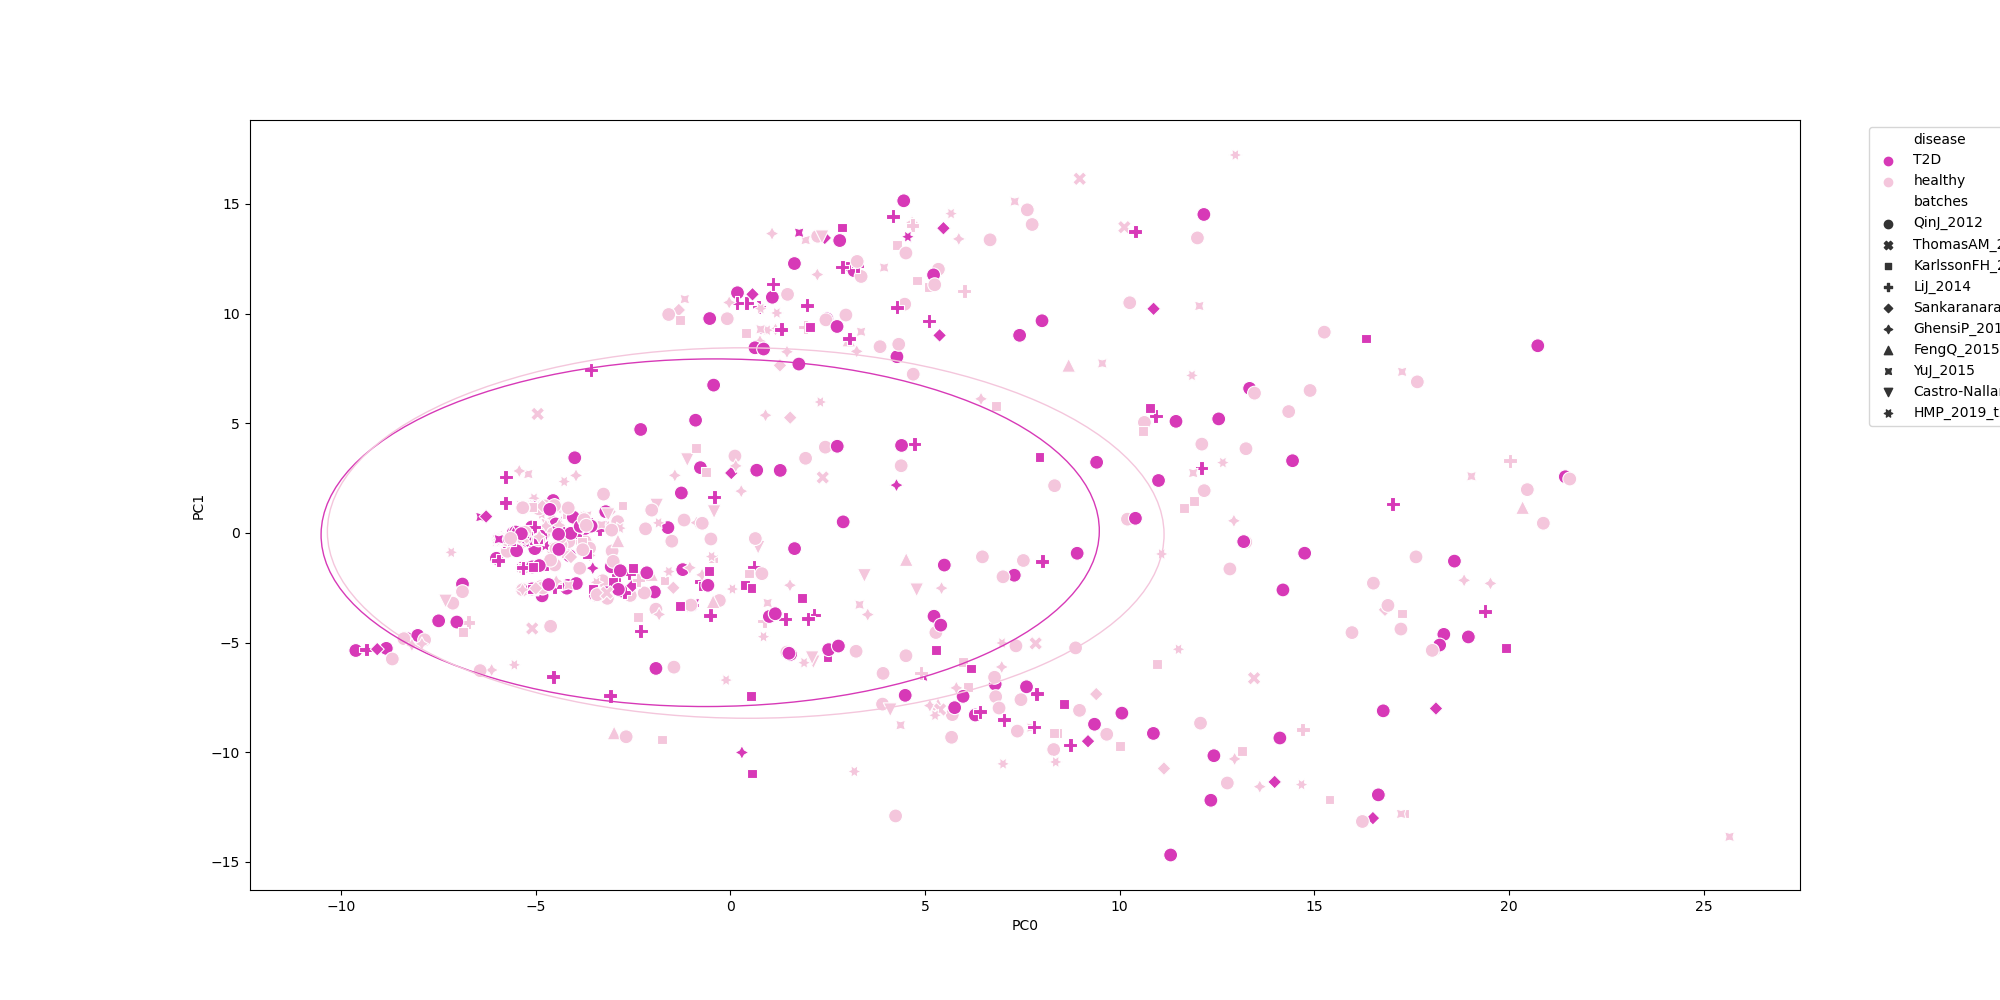 disease
T2D
healthy
batches
QinJ_2012
ThomasAM_2
KarlssonFH_2
LiJ_2014
Sankaranara
GhensiP_201
FengQ_2015
YuJ_2015
Castro-Nallar
HMP_2019_t
15
10
5
0
−5
−10
−15
PC1
−10
−5
0
5
10
15
20
25
PC0